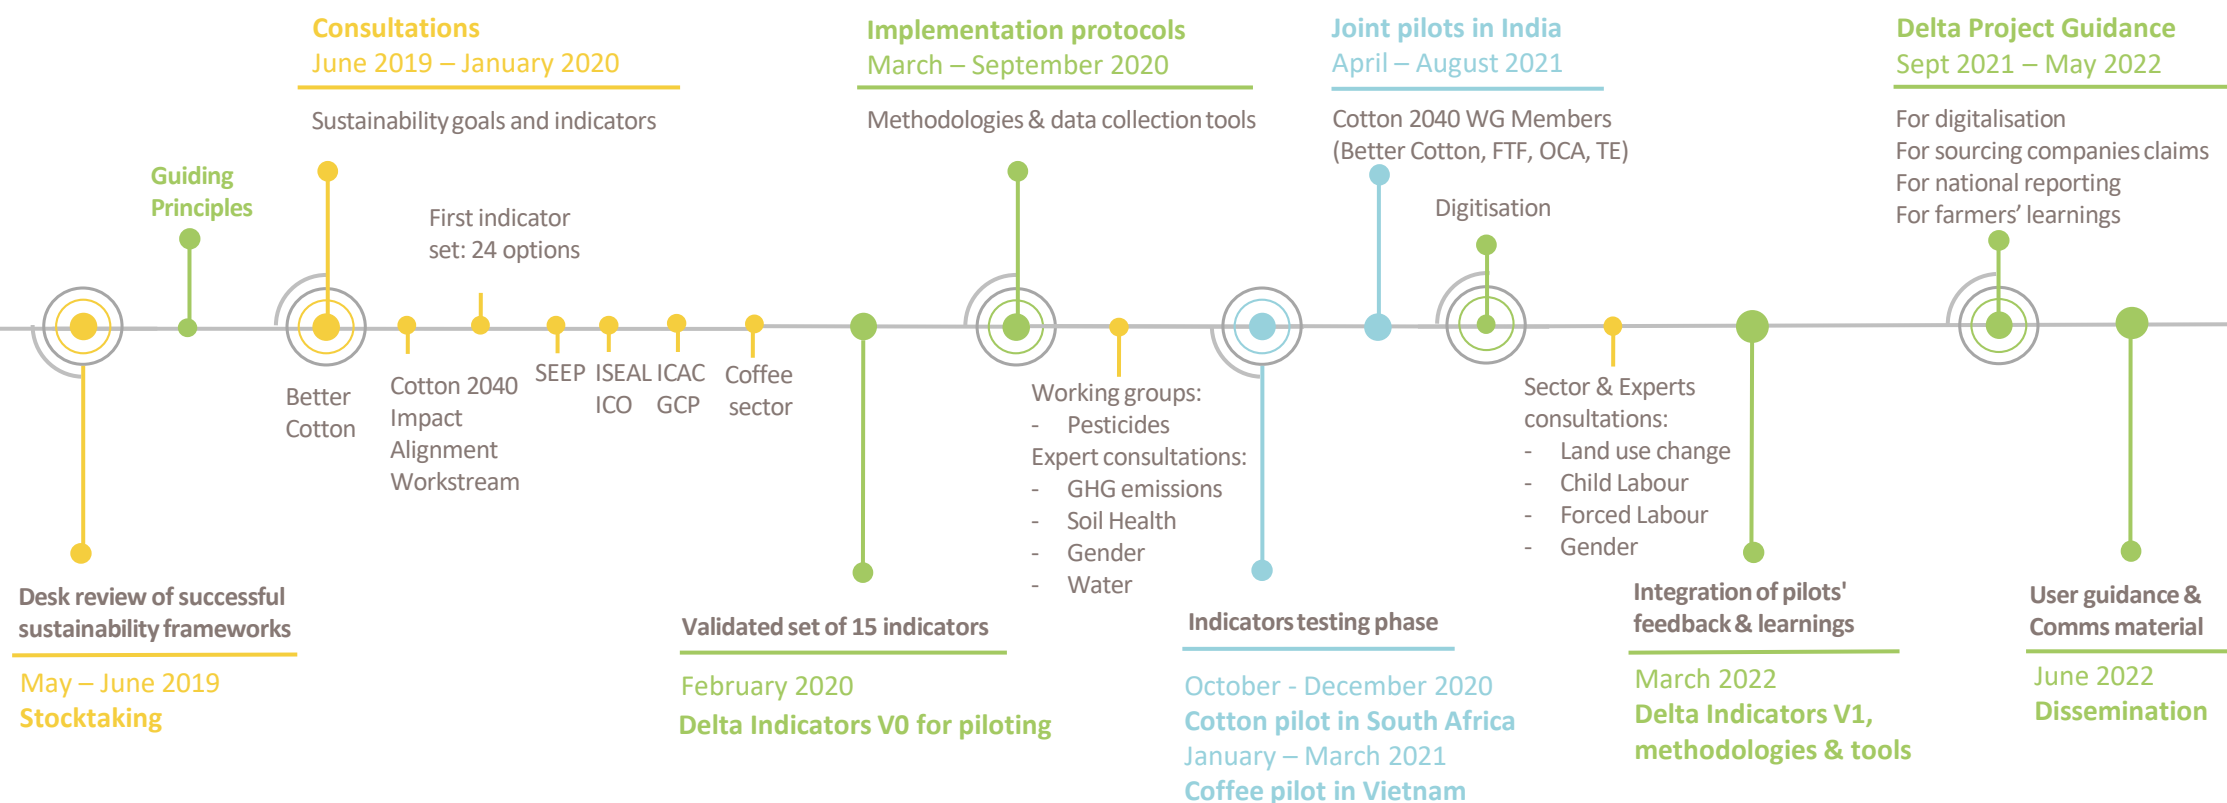 Consultations
June 2019 – January 2020
Sustainability goals and indicators
Implementation protocols
March – September 2020
Methodologies & data collection tools
Joint pilots in India
April – August 2021
Cotton 2040 WG Members
(Better Cotton, FTF, OCA, TE)
Delta Project Guidance
Sept 2021 – May 2022
For digitalisation
For sourcing companies claims
For national reporting
For farmers’ learnings
Guiding
Principles
First indicator
set: 24 options
Digitisation
Better
Cotton
Cotton 2040
Impact
Alignment
Workstream
SEEP
ISEAL
ICO
ICAC
GCP
Coffee
sector
Working groups:
- Pesticides
Expert consultations:
- GHG emissions
- Soil Health
- Gender
- Water
Sector & Experts
consultations:
- Land use change
- Child Labour
- Forced Labour
- Gender
Desk review of successful
sustainability frameworks
May – June 2019
Stocktaking
Validated set of 15 indicators
February 2020
Delta Indicators V0 for piloting
Indicators testing phase
October - December 2020
Cotton pilot in South Africa
January – March 2021
Coffee pilot in Vietnam
Integration of pilots'
feedback & learnings
March 2022
Delta Indicators V1,
methodologies & tools
User guidance &
Comms material
June 2022
Dissemination